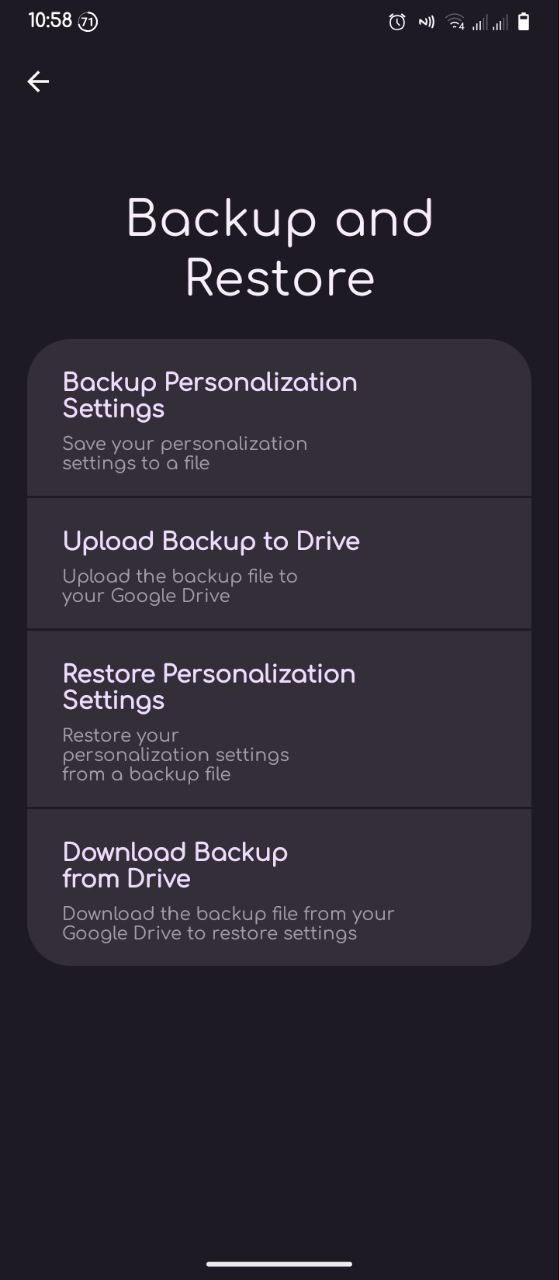 10:58 71
Backup and
Restore
Backup Personalization
Settings
Save your personalization
settings to a file
Upload Backup to Drive
Upload the backup file to
your Google Drive
Restore Personalization
Settings
Restore your
personalization settings
from a backup file
Download Backup
from Drive
Download the backup file from your
Google Drive to restore settings